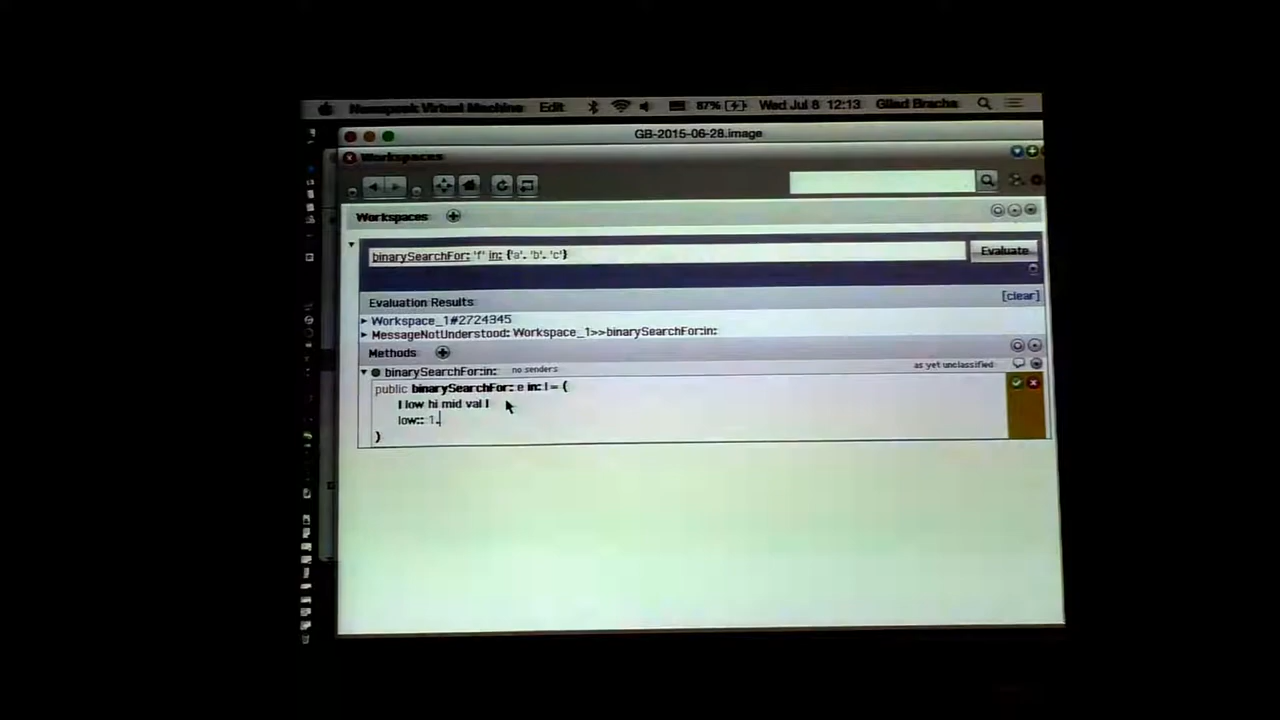 Newspeak Virtual Machine Edit 87% Wed Jul 8 12:13 Gilad Bracha
GB-2015-06-28.image
Workspaces
Workspaces
binarySearchFor: 'f' in: {'a'. 'b'. 'c'}
Evaluate
Evaluation Results
[clear]
Workspace_1#2724345
MessageNotUnderstood: Workspace_1>>binarySearchFor:in:
Methods
binarySearchFor:in: no senders as yet unclassified
public binarySearchFor: e in: l = (
| low hi mid val |
low:: 1.
)